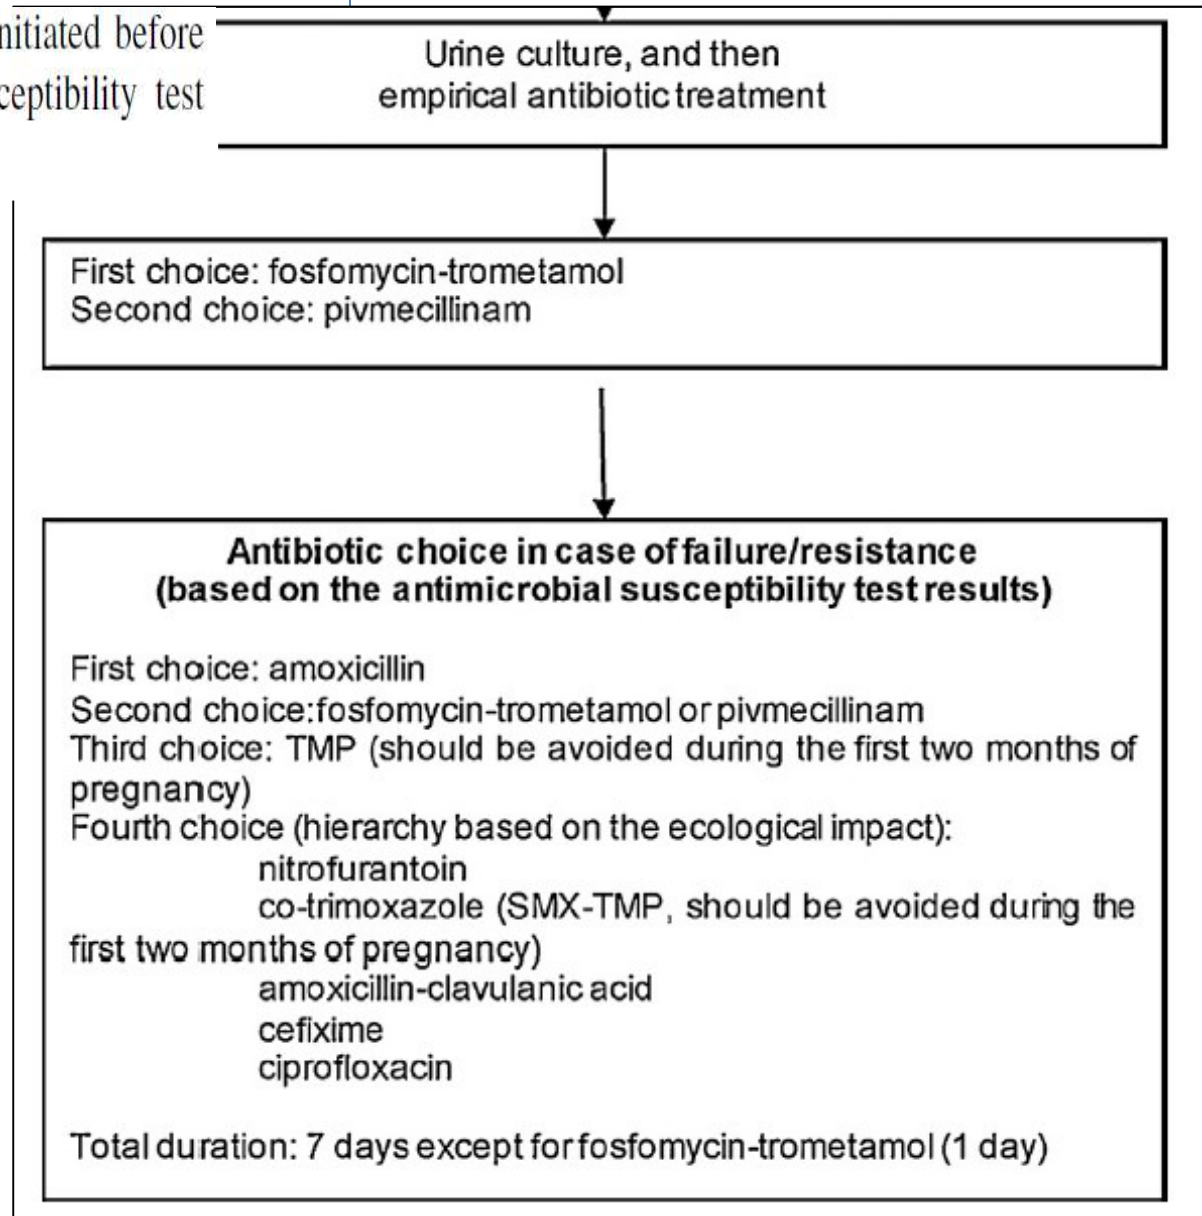 nitiated before
ceptibility test
Urine culture, and then
empirical antibiotic treatment
First choice: fosfomycin-trometamol
Second choice: pivmecillinam
Antibiotic choice in case of failure/resistance
(based on the antimicrobial susceptibility test results)
First choice: amoxicillin
Second choice:fosfomycin-trometamol or pivmecillinam
Third choice: TMP (should be avoided during the first two months of
pregnancy)
Fourth choice (hierarchy based on the ecological impact):
nitrofurantoin
co-trimoxazole (SMX-TMP, should be avoided during the
first two months of pregnancy)
amoxicillin-clavulanic acid
cefixime
ciprofloxacin
Total duration: 7 days except for fosfomycin-trometamol (1 day)